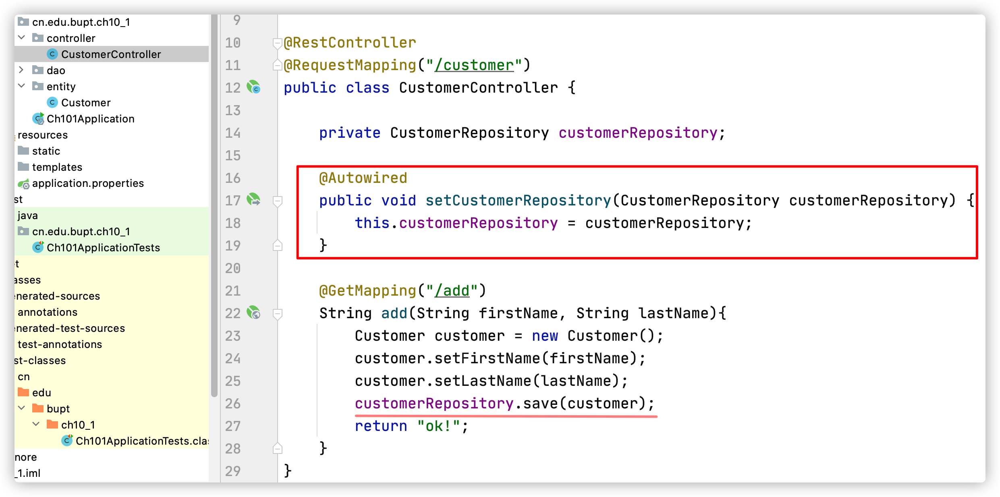 cn.edu.bupt.ch10_1
controller
CustomerController
dao
entity
Customer
Ch101Application
resources
static
templates
application.properties
st
java
cn.edu.bupt.ch10_1
Ch101ApplicationTests
et
asses
enerated-sources
annotations
enerated-test-sources
test-annotations
st-classes
cn
edu
bupt
ch10_1
Ch101ApplicationTests.clas
nore
_1.iml
9
10 @RestController
11 @RequestMapping("/customer")
12 public class CustomerController {
13
14 private CustomerRepository customerRepository;
15
16 @Autowired
17 public void setCustomerRepository(CustomerRepository customerRepository) {
18 this.customerRepository = customerRepository;
19 }
20
21 @GetMapping("/add")
22 String add(String firstName, String lastName){
23 Customer customer = new Customer();
24 customer.setFirstName(firstName);
25 customer.setLastName(lastName);
26 customerRepository.save(customer);
27 return "ok!";
28 }
29 }